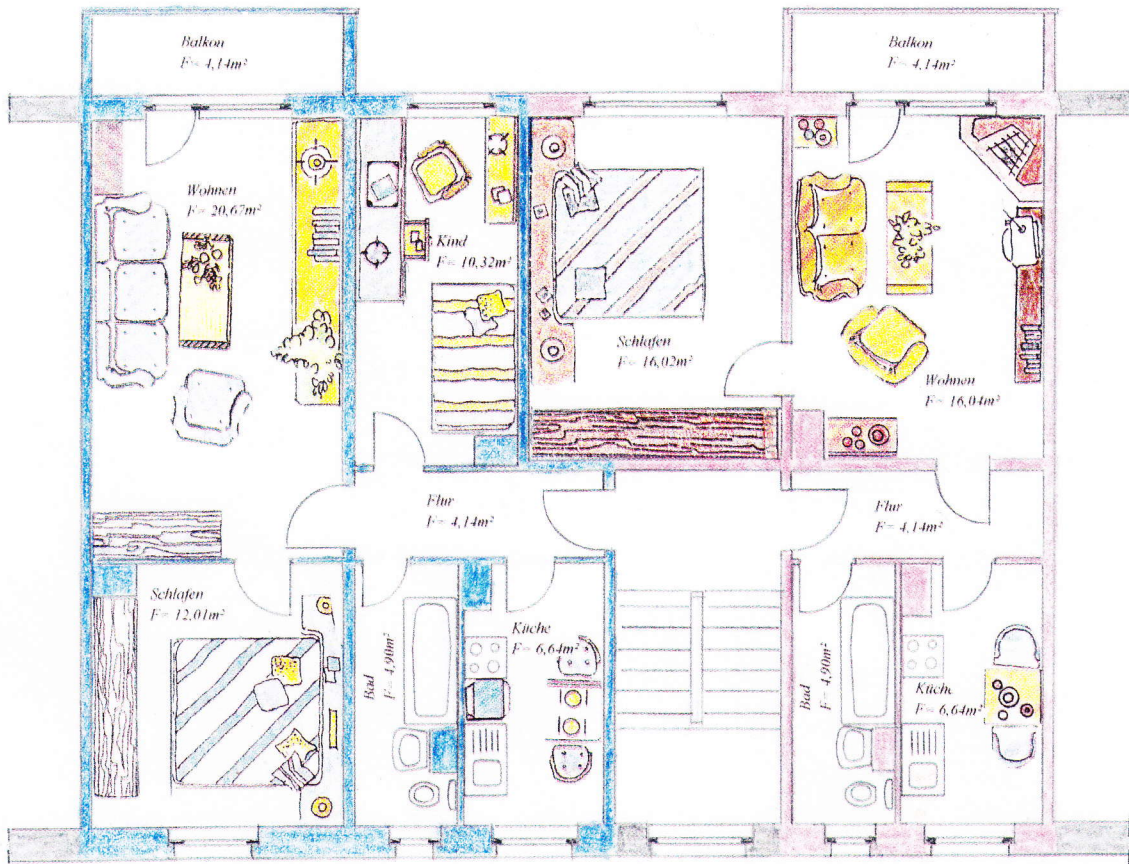 Balkon
F= 4,14m²
Balkon
F= 4,14m²
Wohnen
F= 20,67m²
Kind
F= 10,32m²
Schlafen
F= 16,02m²
Wohnen
F= 16,04m²
Flur
F= 4,14m²
Flur
F= 4,14m²
Schlafen
F= 12,01m²
Bad
F= 4,90m²
Küche
F= 6,64m²
Bad
F= 4,90m²
Küche
F= 6,64m²